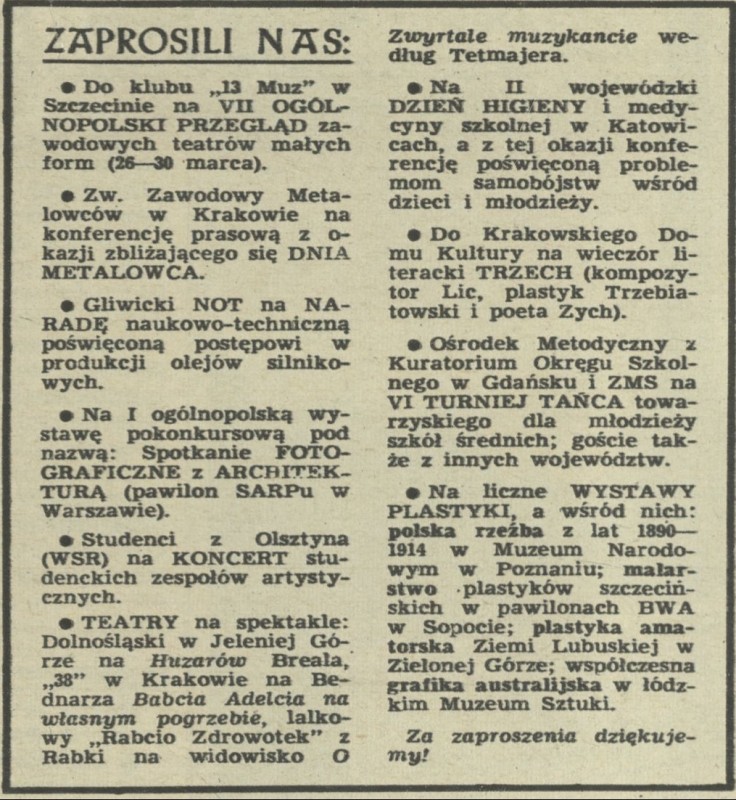 ZAPROSILI NAS:
● Do klubu „13 Muz” w
Szczecinie na VII OGÓL-
NOPOLSKI PRZEGLĄD za-
wodowych teatrów małych
form (26—30 marca).
● Zw. Zawodowy Meta-
lowców w Krakowie na
konferencję prasową z o-
kazji zbliżającego się DNIA
METALOWCA.
● Gliwicki NOT na NA-
RADĘ naukowo-techniczną
poświęconą postępowi w
produkcji olejów silniko-
wych.
● Na I ogólnopolską wy-
stawę pokonkursową pod
nazwą: Spotkanie FOTO-
GRAFICZNE z ARCHITEK-
TURĄ (pawilon SARPu w
Warszawie).
● Studenci z Olsztyna
(WSR) na KONCERT stu-
denckich zespołów artysty-
cznych.
● TEATRY na spektakle:
Dolnośląski w Jeleniej Gó-
rze na Huzarów Breala,
„38” w Krakowie na Be-
dnarza Babcia Adelcia na
własnym pogrzebie, lalko-
wy „Rabcio Zdrowotek” z
Rabki na widowisko O
Zwyrtale muzykancie we-
dług Tetmajera.
● Na II wojewódzki
DZIEŃ HIGIENY i medy-
cyny szkolnej w Katowi-
cach, a z tej okazji konfe-
rencję poświęconą proble-
mom samobójstw wśród
dzieci i młodzieży.
● Do Krakowskiego Do-
mu Kultury na wieczór li-
teracki TRZECH (kompozy-
tor Lic, plastyk Trzebia-
towski i poeta Zych).
● Ośrodek Metodyczny z
Kuratorium Okręgu Szkol-
nego w Gdańsku i ZMS na
VI TURNIEJ TAŃCA towa-
rzyskiego dla młodzieży
szkół średnich; goście tak-
że z innych województw.
● Na liczne WYSTAWY
PLASTYKI, a wśród nich:
polska rzeźba z lat 1890—
1914 w Muzeum Narodo-
wym w Poznaniu; malar-
stwo plastyków szczeciń-
skich w pawilonach BWA
w Sopocie; plastyka ama-
torska Ziemi Lubuskiej w
Zielonej Górze; współczesna
grafika australijska w łódz-
kim Muzeum Sztuki.
Za zaproszenia dziękuje-
my!